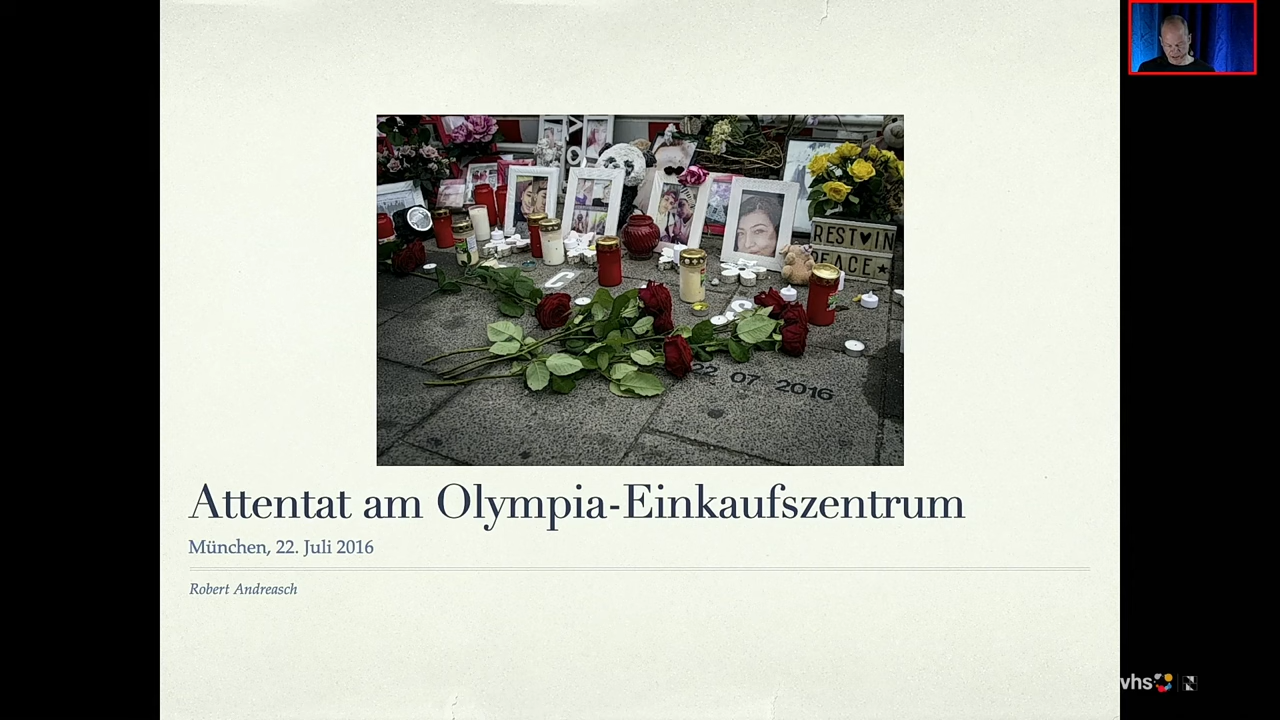 REST♥IN
PEACE★
22 07 2016
Attentat am Olympia-Einkaufszentrum
München, 22. Juli 2016
Robert Andreasch
vhs